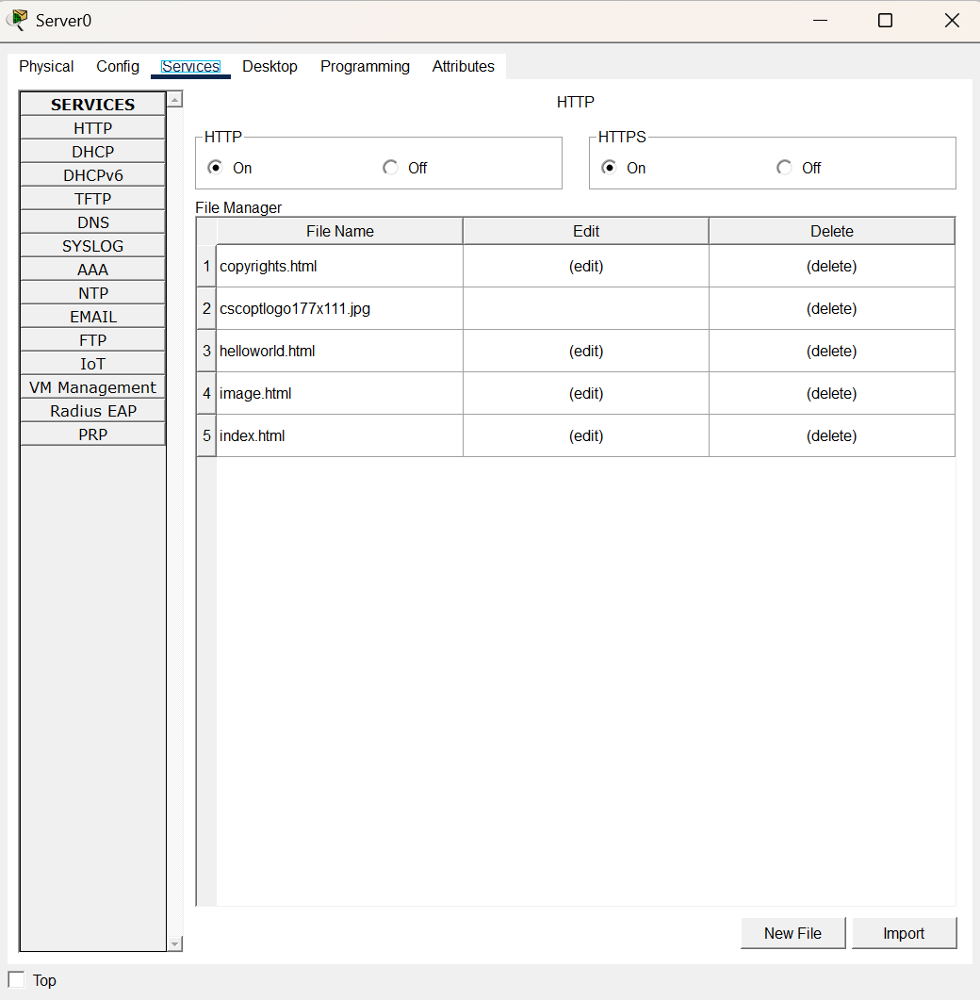 Server0
Physical Config Services Desktop Programming Attributes
SERVICES
HTTP
DHCP
DHCPv6
TFTP
DNS
SYSLOG
AAA
NTP
EMAIL
FTP
IoT
VM Management
Radius EAP
PRP
HTTP
HTTP
On Off
HTTPS
On Off
File Manager
File Name Edit Delete
1 copyrights.html (edit) (delete)
2 cscoptlogo177x111.jpg (delete)
3 helloworld.html (edit) (delete)
4 image.html (edit) (delete)
5 index.html (edit) (delete)
New File Import
Top